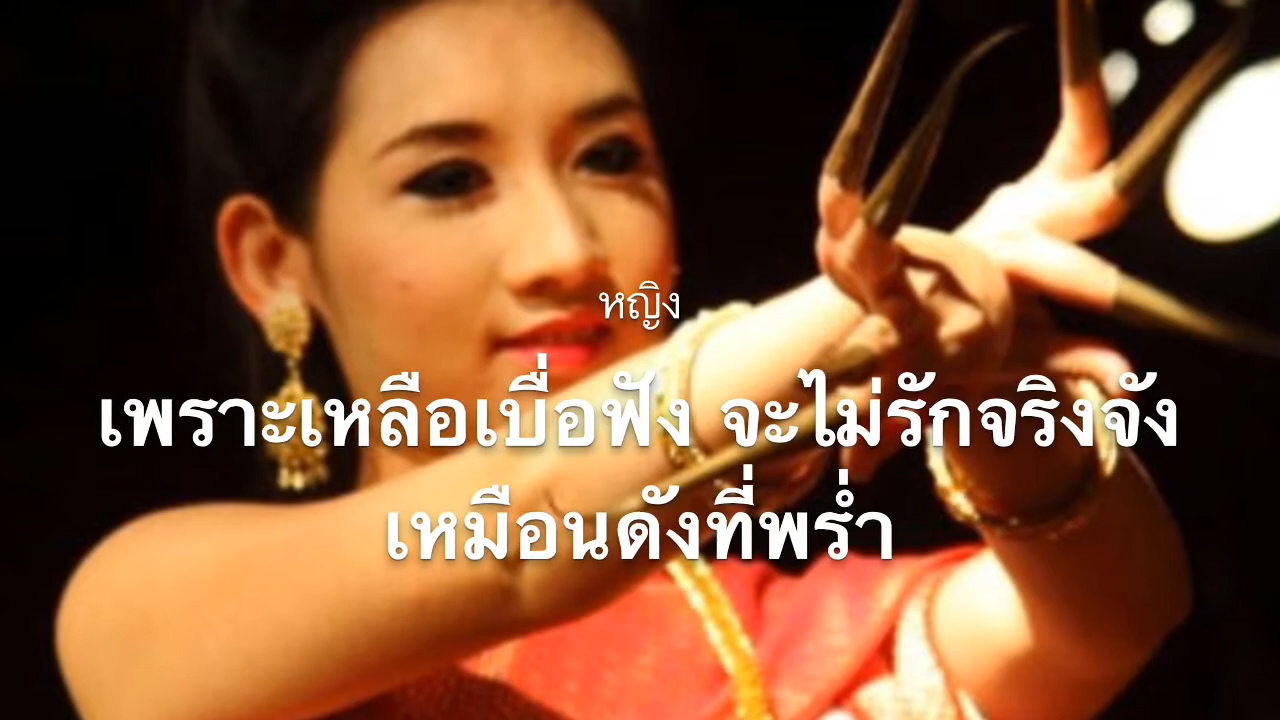 หญิง
เพราะเหลือเบื่อฟัง จะไม่รักจริงจัง
เหมือนดังที่พร่ำ